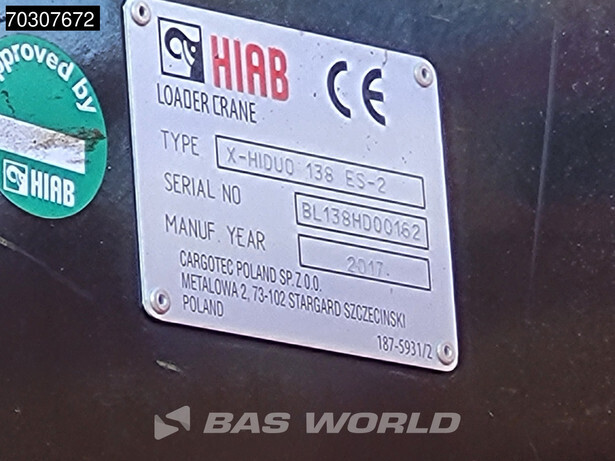 70307672
approved by
HIAB
HIAB
CE
LOADER CRANE
TYPE X-HIDUO 138 ES-2
SERIAL NO BL138HD00162
MANUF. YEAR 2017
CARGOTEC POLAND SP.Z.O.O.
METALOWA 2, 73-102 STARGARD SZCZECINSKI
POLAND
187-5931/2
BAS WORLD